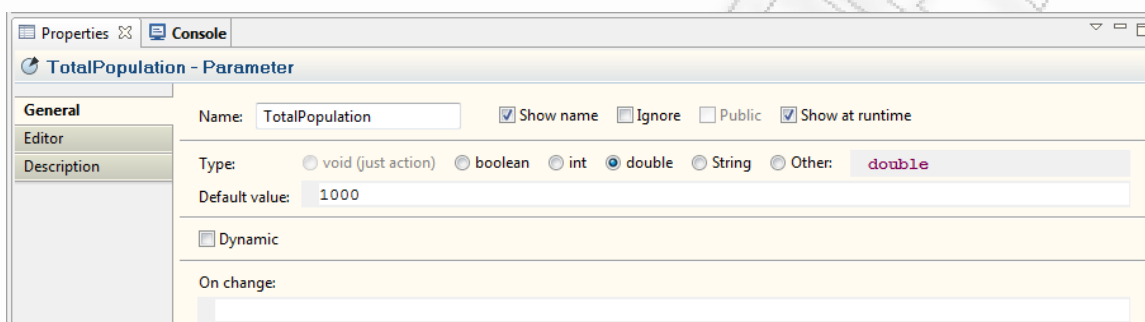 Properties Console
TotalPopulation - Parameter
General
Editor
Description
Name: TotalPopulation Show name Ignore Public Show at runtime
Type: void (just action) boolean int double String Other: double
Default value: 1000
Dynamic
On change: